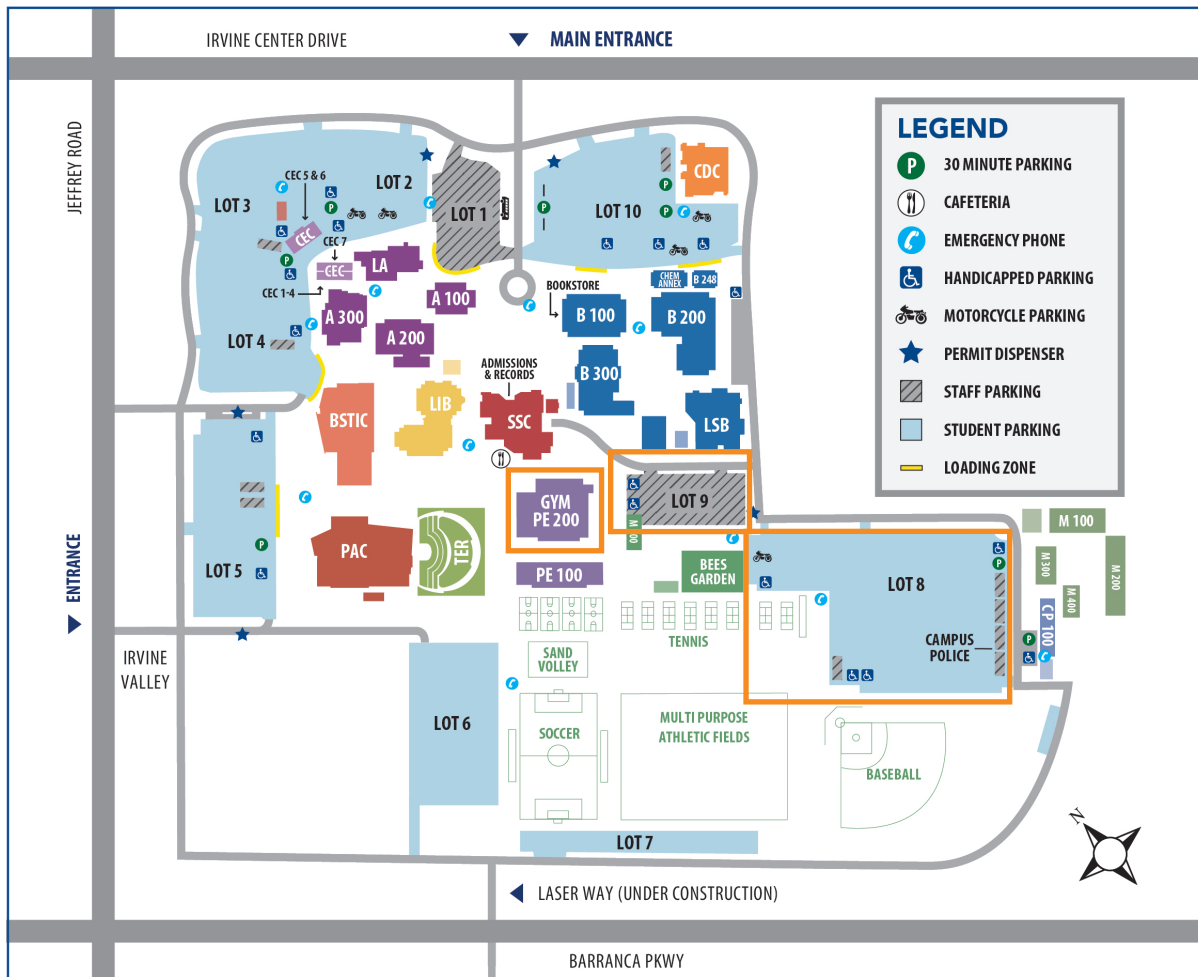 IRVINE CENTER DRIVE
MAIN ENTRANCE
JEFFREY ROAD
LEGEND
P
30 MINUTE PARKING
CAFETERIA
EMERGENCY PHONE
HANDICAPPED PARKING
MOTORCYCLE PARKING
PERMIT DISPENSER
STAFF PARKING
STUDENT PARKING
LOADING ZONE
CEC 5 & 6
LOT 2
LOT 3
P
CEC
CEC 7
P
CEC
CEC 1-4
LOT 4
LOT 1
P
LOT 10
P
P
CDC
LA
A 100
A 300
A 200
BOOKSTORE
B 100
CHEM
ANNEX
B 248
B 200
B 300
ADMISSIONS
& RECORDS
SSC
LIB
BSTIC
LSB
GYM
PE 200
LOT 9
PAC
TER
PE 100
BEES
GARDEN
LOT 5
P
ENTRANCE
IRVINE
VALLEY
LOT 8
P
CAMPUS
POLICE
M 100
M 200
M 300
M 400
CP 100
P
TENNIS
SAND
VOLLEY
LOT 6
SOCCER
MULTI PURPOSE
ATHLETIC FIELDS
BASEBALL
LOT 7
N
LASER WAY (UNDER CONSTRUCTION)
BARRANCA PKWY